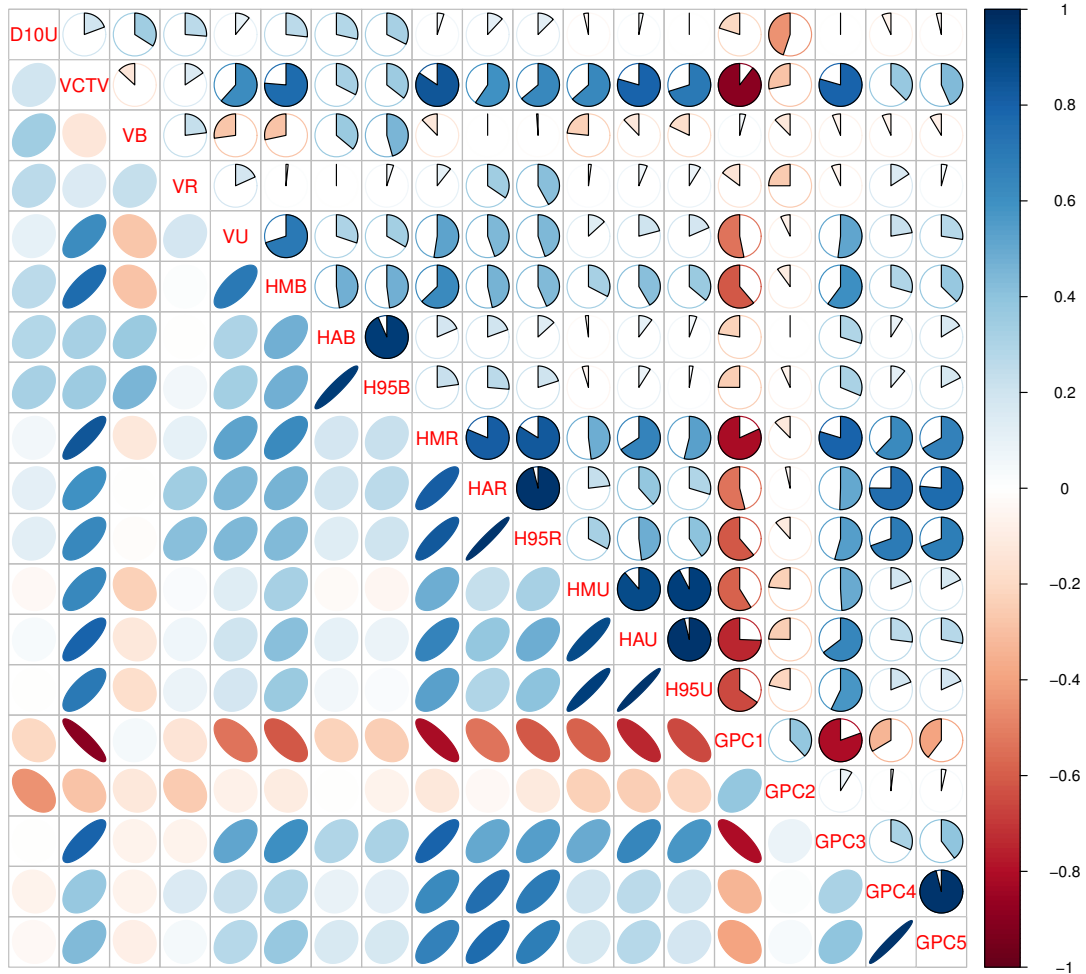 D10U
VCTV
VB
VR
VU
HMB
HAB
H95B
HMR
HAR
H95R
HMU
HAU
H95U
GPC1
GPC2
GPC3
GPC4
GPC5
1
0.8
0.6
0.4
0.2
0
−0.2
−0.4
−0.6
−0.8
−1